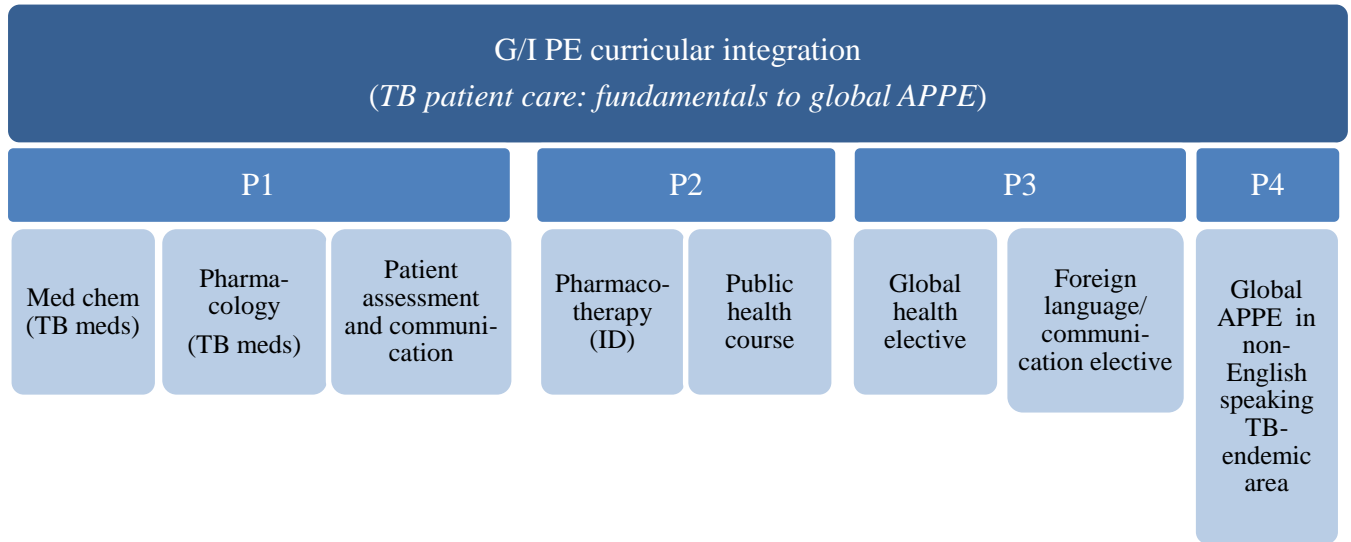 G/I PE curricular integration
(TB patient care: fundamentals to global APPE)
P1
P2
P3
P4
Med chem
(TB meds)
Pharma-
cology
(TB meds)
Patient
assessment
and communi-
cation
Pharmaco-
therapy
(ID)
Public
health
course
Global
health
elective
Foreign
language/
communi-
cation elective
Global
APPE in
non-
English
speaking
TB-
endemic
area